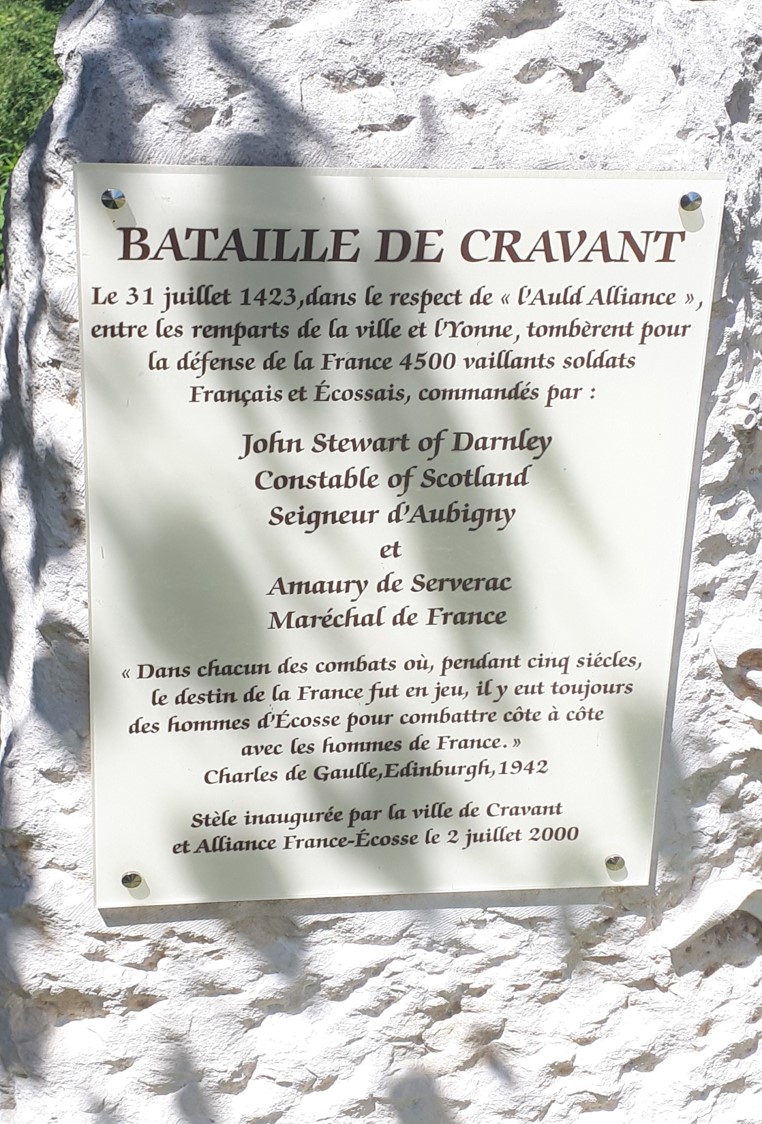 BATAILLE DE CRAVANT
Le 31 juillet 1423,dans le respect de « l'Auld Alliance »,
entre les remparts de la ville et l'Yonne, tombèrent pour
la défense de la France 4500 vaillants soldats
Français et Écossais, commandés par :
John Stewart of Darnley
Constable of Scotland
Seigneur d'Aubigny
et
Amaury de Serverac
Maréchal de France
« Dans chacun des combats où, pendant cinq siécles,
le destin de la France fut en jeu, il y eut toujours
des hommes d'Écosse pour combattre côte à côte
avec les hommes de France. »
Charles de Gaulle,Edinburgh,1942
Stèle inaugurée par la ville de Cravant
et Alliance France-Écosse le 2 juillet 2000